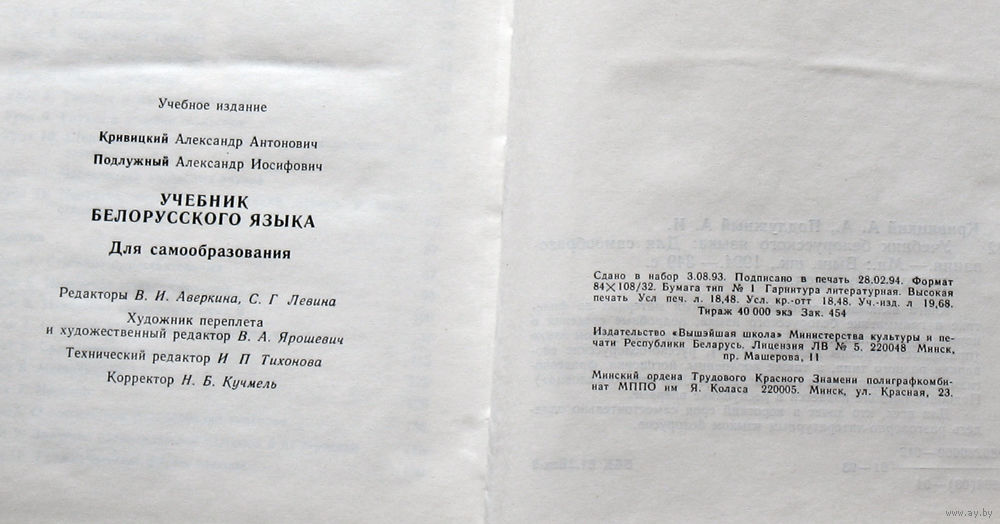 Учебное издание
Кривицкий Александр Антонович
Подлужный Александр Иосифович
УЧЕБНИК
БЕЛОРУССКОГО ЯЗЫКА
Для самообразования
Редакторы В. И. Аверкина, С. Г Левина
Художник переплета
и художественный редактор В. А. Ярошевич
Технический редактор И П Тихонова
Корректор Н. Б. Кучмель
Сдано в набор 3.08.93. Подписано в печать 28.02.94. Формат
84×108/32. Бумага тип № 1 Гарнитура литературная. Высокая
печать Усл печ. л. 18,48. Усл. кр.-отт 18,48. Уч.-изд. л 19,68.
Тираж 40 000 экз Зак. 454
Издательство «Вышэйшая школа» Министерства культуры и пе-
чати Республики Беларусь. Лицензия ЛВ № 5. 220048 Минск,
пр. Машерова, 11
Минский ордена Трудового Красного Знамени полиграфкомби-
нат МППО им Я. Коласа 220005. Минск, ул. Красная, 23.
www.ay.by